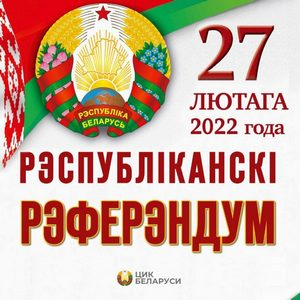 27
ЛЮТАГА
2022 года
РЭСПУБЛІКА
БЕЛАРУСЬ
РЭСПУБЛІКАНСКІ
РЭФЕРЭНДУМ
ЦИК
БЕЛАРУСИ